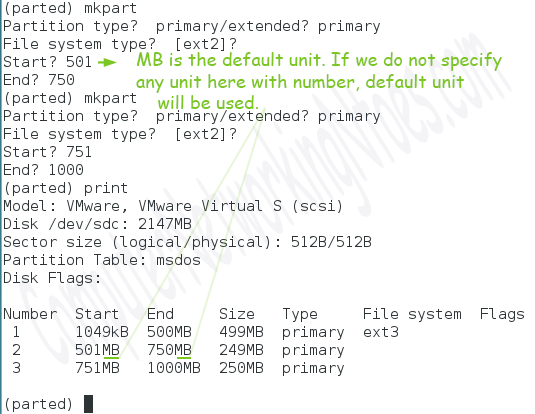 (parted) mkpart
Partition type?  primary/extended? primary
File system type?  [ext2]?
Start? 501
MB is the default unit. If we do not specify
any unit here with number, default unit
will be used.
End? 750
(parted) mkpart
Partition type?  primary/extended? primary
File system type?  [ext2]?
Start? 751
End? 1000
(parted) print
Model: VMware, VMware Virtual S (scsi)
Disk /dev/sdc: 2147MB
Sector size (logical/physical): 512B/512B
Partition Table: msdos
Disk Flags:
Number  Start   End     Size   Type     File system  Flags
 1      1049kB  500MB   499MB  primary  ext3
 2      501MB   750MB   249MB  primary
 3      751MB   1000MB  250MB  primary
(parted)
ComputerNetworkingNotes.com